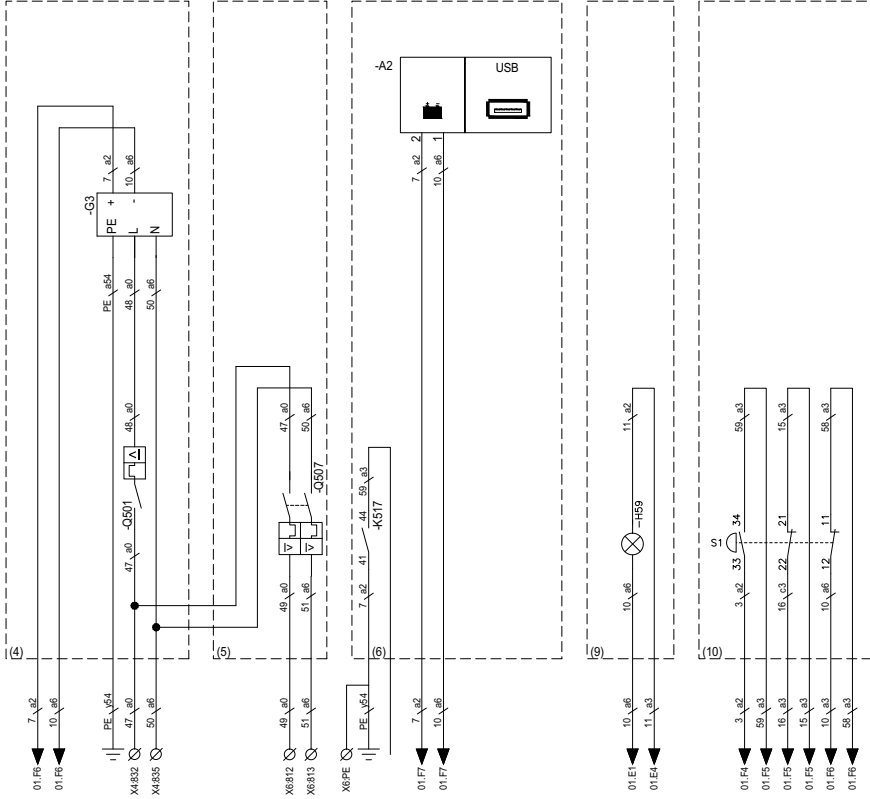 -A2
USB
2
1
7 a2
10 a6
7 a2
10 a6
-G3
+
-
PE
L
N
PE a54
48 a0
50 a6
48 a0
-Q501
47 a0
47 a0
50 a6
-Q507
49 a0
51 a6
59 a3
44
-K517
41
7 a2
11 a2
-H59
10 a6
59 a3
15 a3
58 a3
S1
34
33
21
22
11
12
3 a2
16 c3
10 a6
(4)
(5)
(6)
(9)
(10)
7 a2
10 a6
PE y54
47 a0
50 a6
49 a0
51 a6
PE y54
7 a2
10 a6
10 a6
11 a3
3 a2
59 a3
16 a3
15 a3
10 a3
58 a3
01.F6
01.F6
X4:832
X4:835
X6:812
X6:813
X6:PE
01.F7
01.F7
01.E1
01.E4
01.F4
01.F5
01.F5
01.F5
01.F6
01.F6